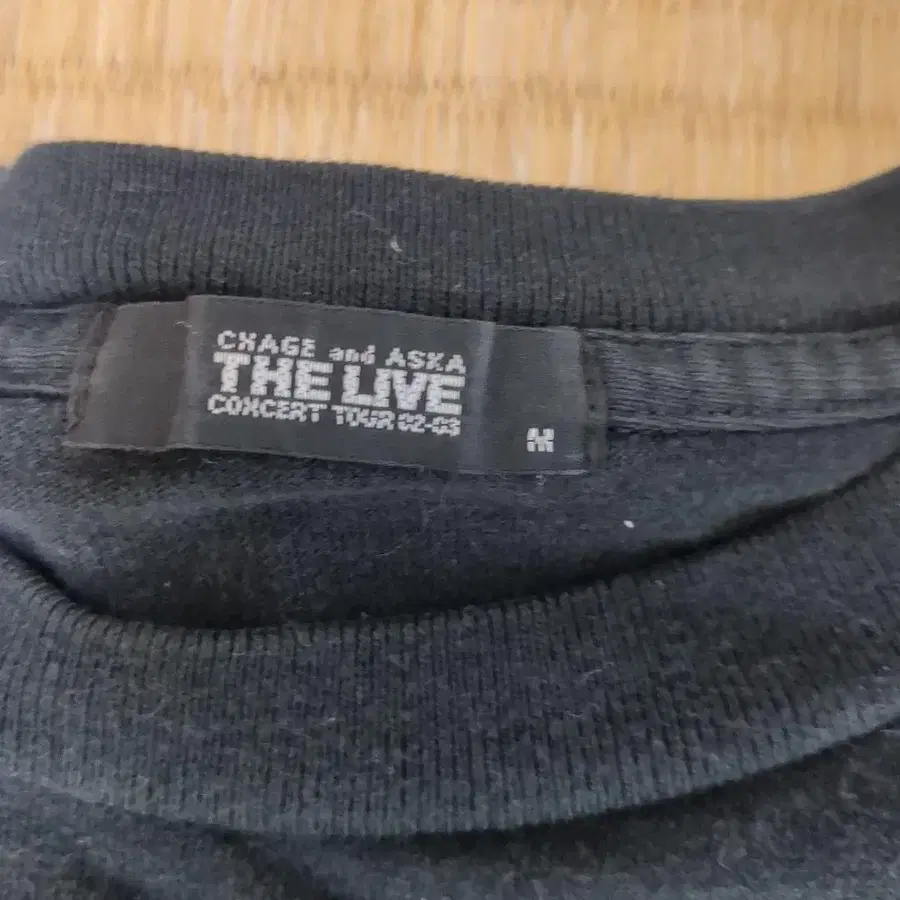 CHAGE and ASKA
THE LIVE
CONCERT TOUR 02-03
M